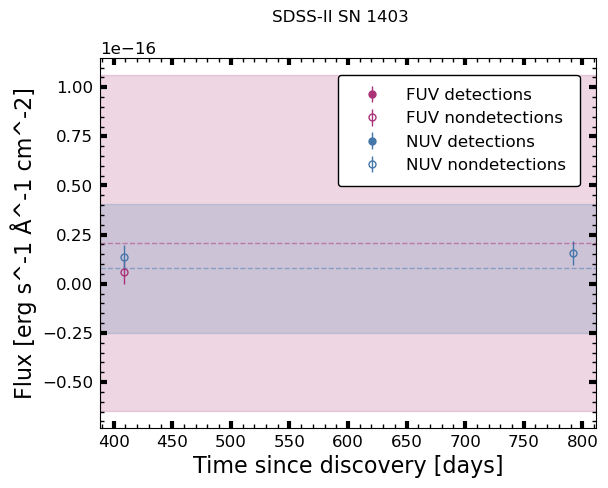 SDSS-II SN 1403
1e−16
1.00
0.75
0.50
0.25
0.00
−0.25
−0.50
Flux [erg s^-1 Å^-1 cm^-2]
FUV detections
FUV nondetections
NUV detections
NUV nondetections
400 450 500 550 600 650 700 750 800
Time since discovery [days]